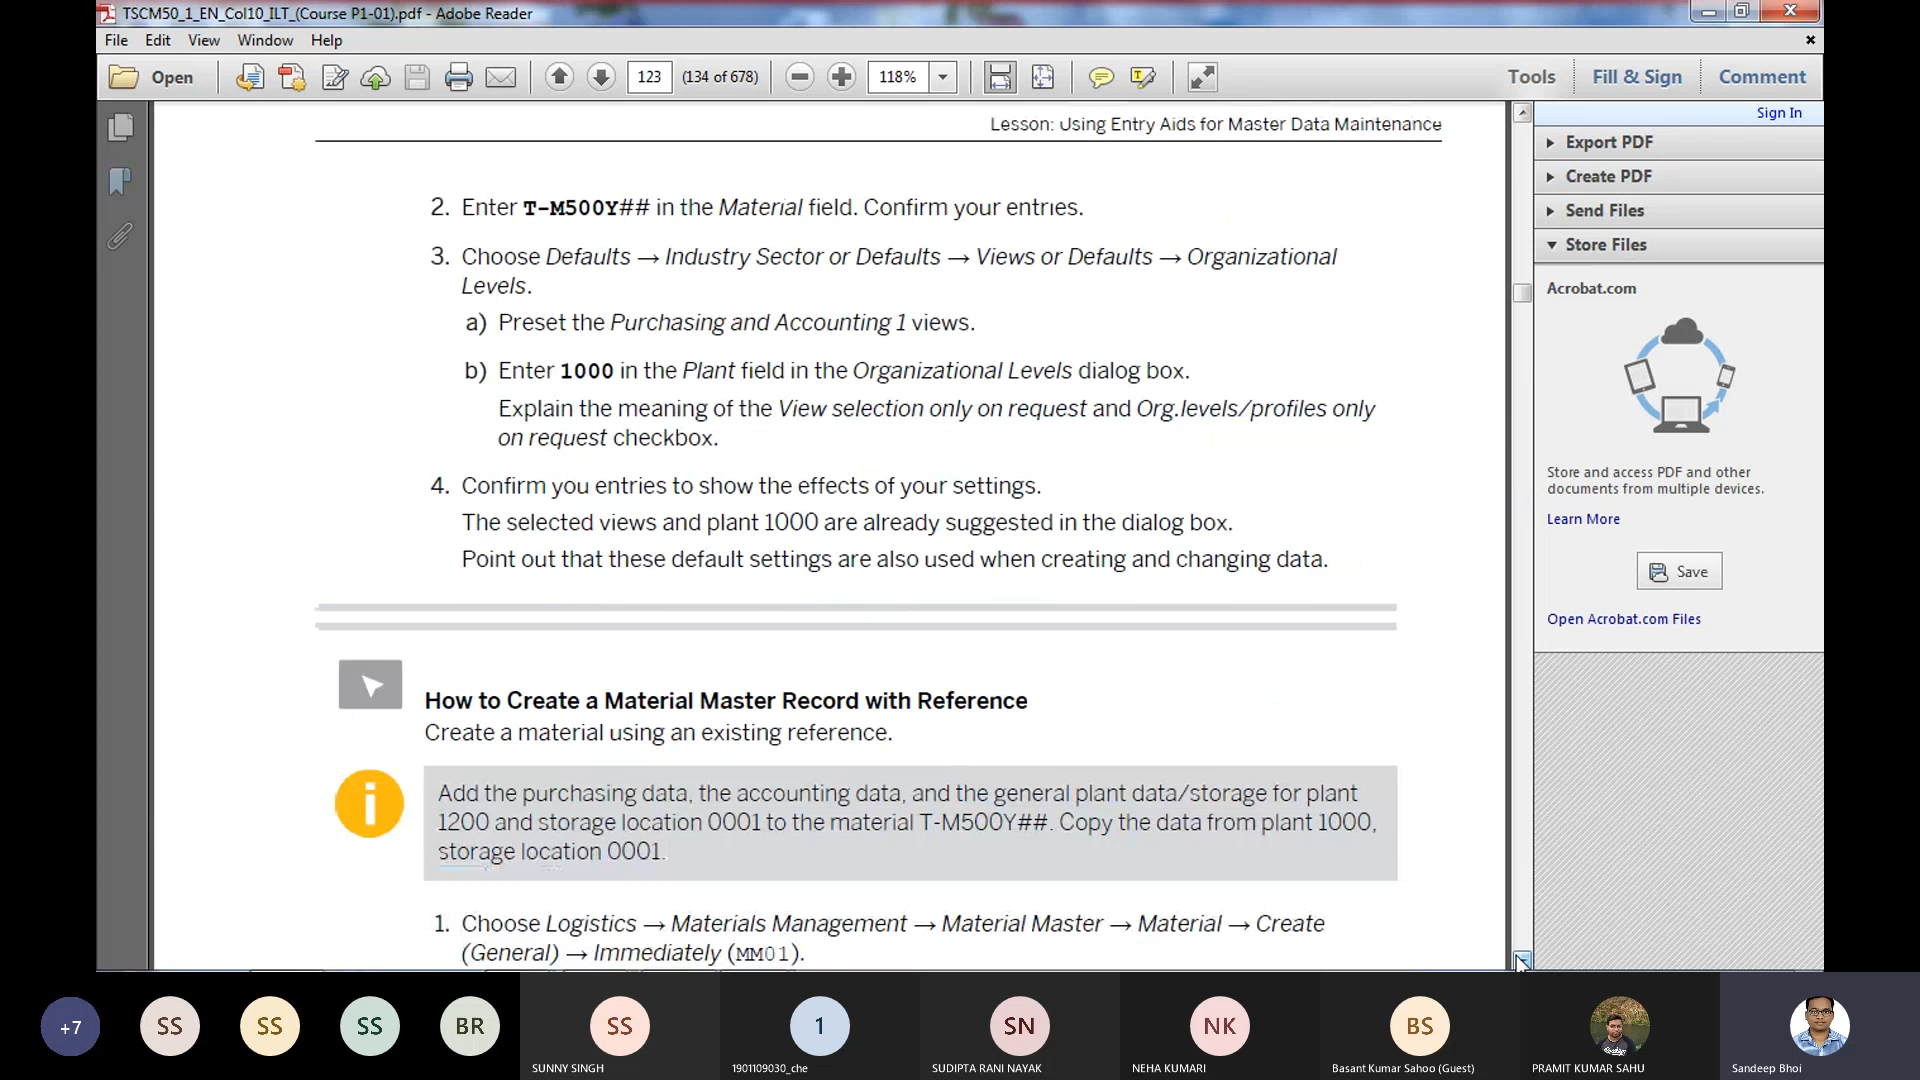 TSCM50_1_EN_Col10_ILT_(Course P1-01).pdf - Adobe Reader
File Edit View Window Help
Open 123 (134 of 678) 118% Tools Fill & Sign Comment
Sign In
Export PDF
Create PDF
Send Files
Store Files
Acrobat.com
Store and access PDF and other
documents from multiple devices.
Learn More
Save
Open Acrobat.com Files
Lesson: Using Entry Aids for Master Data Maintenance
2. Enter T-M500Y## in the Material field. Confirm your entries.
3. Choose Defaults → Industry Sector or Defaults → Views or Defaults → Organizational
Levels.
a) Preset the Purchasing and Accounting 1 views.
b) Enter 1000 in the Plant field in the Organizational Levels dialog box.
Explain the meaning of the View selection only on request and Org.levels/profiles only
on request checkbox.
4. Confirm you entries to show the effects of your settings.
The selected views and plant 1000 are already suggested in the dialog box.
Point out that these default settings are also used when creating and changing data.
How to Create a Material Master Record with Reference
Create a material using an existing reference.
i
Add the purchasing data, the accounting data, and the general plant data/storage for plant
1200 and storage location 0001 to the material T-M500Y##. Copy the data from plant 1000,
storage location 0001.
1. Choose Logistics → Materials Management → Material Master → Material → Create
(General) → Immediately (MM01).
+7 SS SS SS BR SS 1 SN NK BS
SUNNY SINGH 1901109030_che SUDIPTA RANI NAYAK NEHA KUMARI Basant Kumar Sahoo (Guest) PRAMIT KUMAR SAHU Sandeep Bhoi